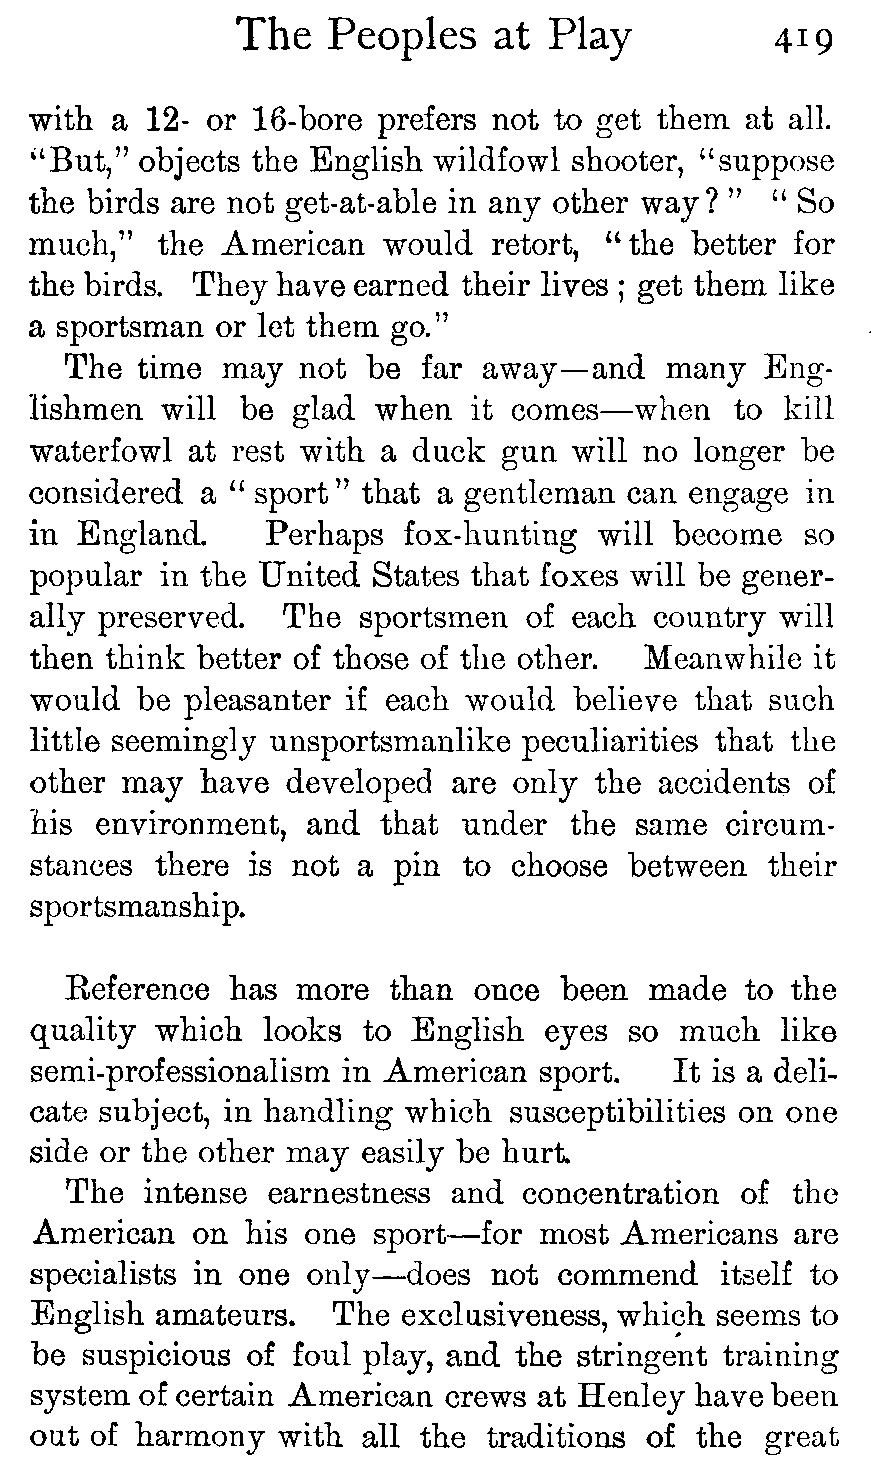 The Peoples at Play 419
with a 12- or 16-bore prefers not to get them at all.
"But," objects the English wildfowl shooter, "suppose
the birds are not get-at-able in any other way?" "So
much," the American would retort, "the better for
the birds. They have earned their lives; get them like
a sportsman or let them go."
The time may not be far away—and many Eng-
lishmen will be glad when it comes—when to kill
waterfowl at rest with a duck gun will no longer be
considered a "sport" that a gentleman can engage in
in England. Perhaps fox-hunting will become so
popular in the United States that foxes will be gener-
ally preserved. The sportsmen of each country will
then think better of those of the other. Meanwhile it
would be pleasanter if each would believe that such
little seemingly unsportsmanlike peculiarities that the
other may have developed are only the accidents of
his environment, and that under the same circum-
stances there is not a pin to choose between their
sportsmanship.
Reference has more than once been made to the
quality which looks to English eyes so much like
semi-professionalism in American sport. It is a deli-
cate subject, in handling which susceptibilities on one
side or the other may easily be hurt.
The intense earnestness and concentration of the
American on his one sport—for most Americans are
specialists in one only—does not commend itself to
English amateurs. The exclusiveness, which seems to
be suspicious of foul play, and the stringent training
system of certain American crews at Henley have been
out of harmony with all the traditions of the great